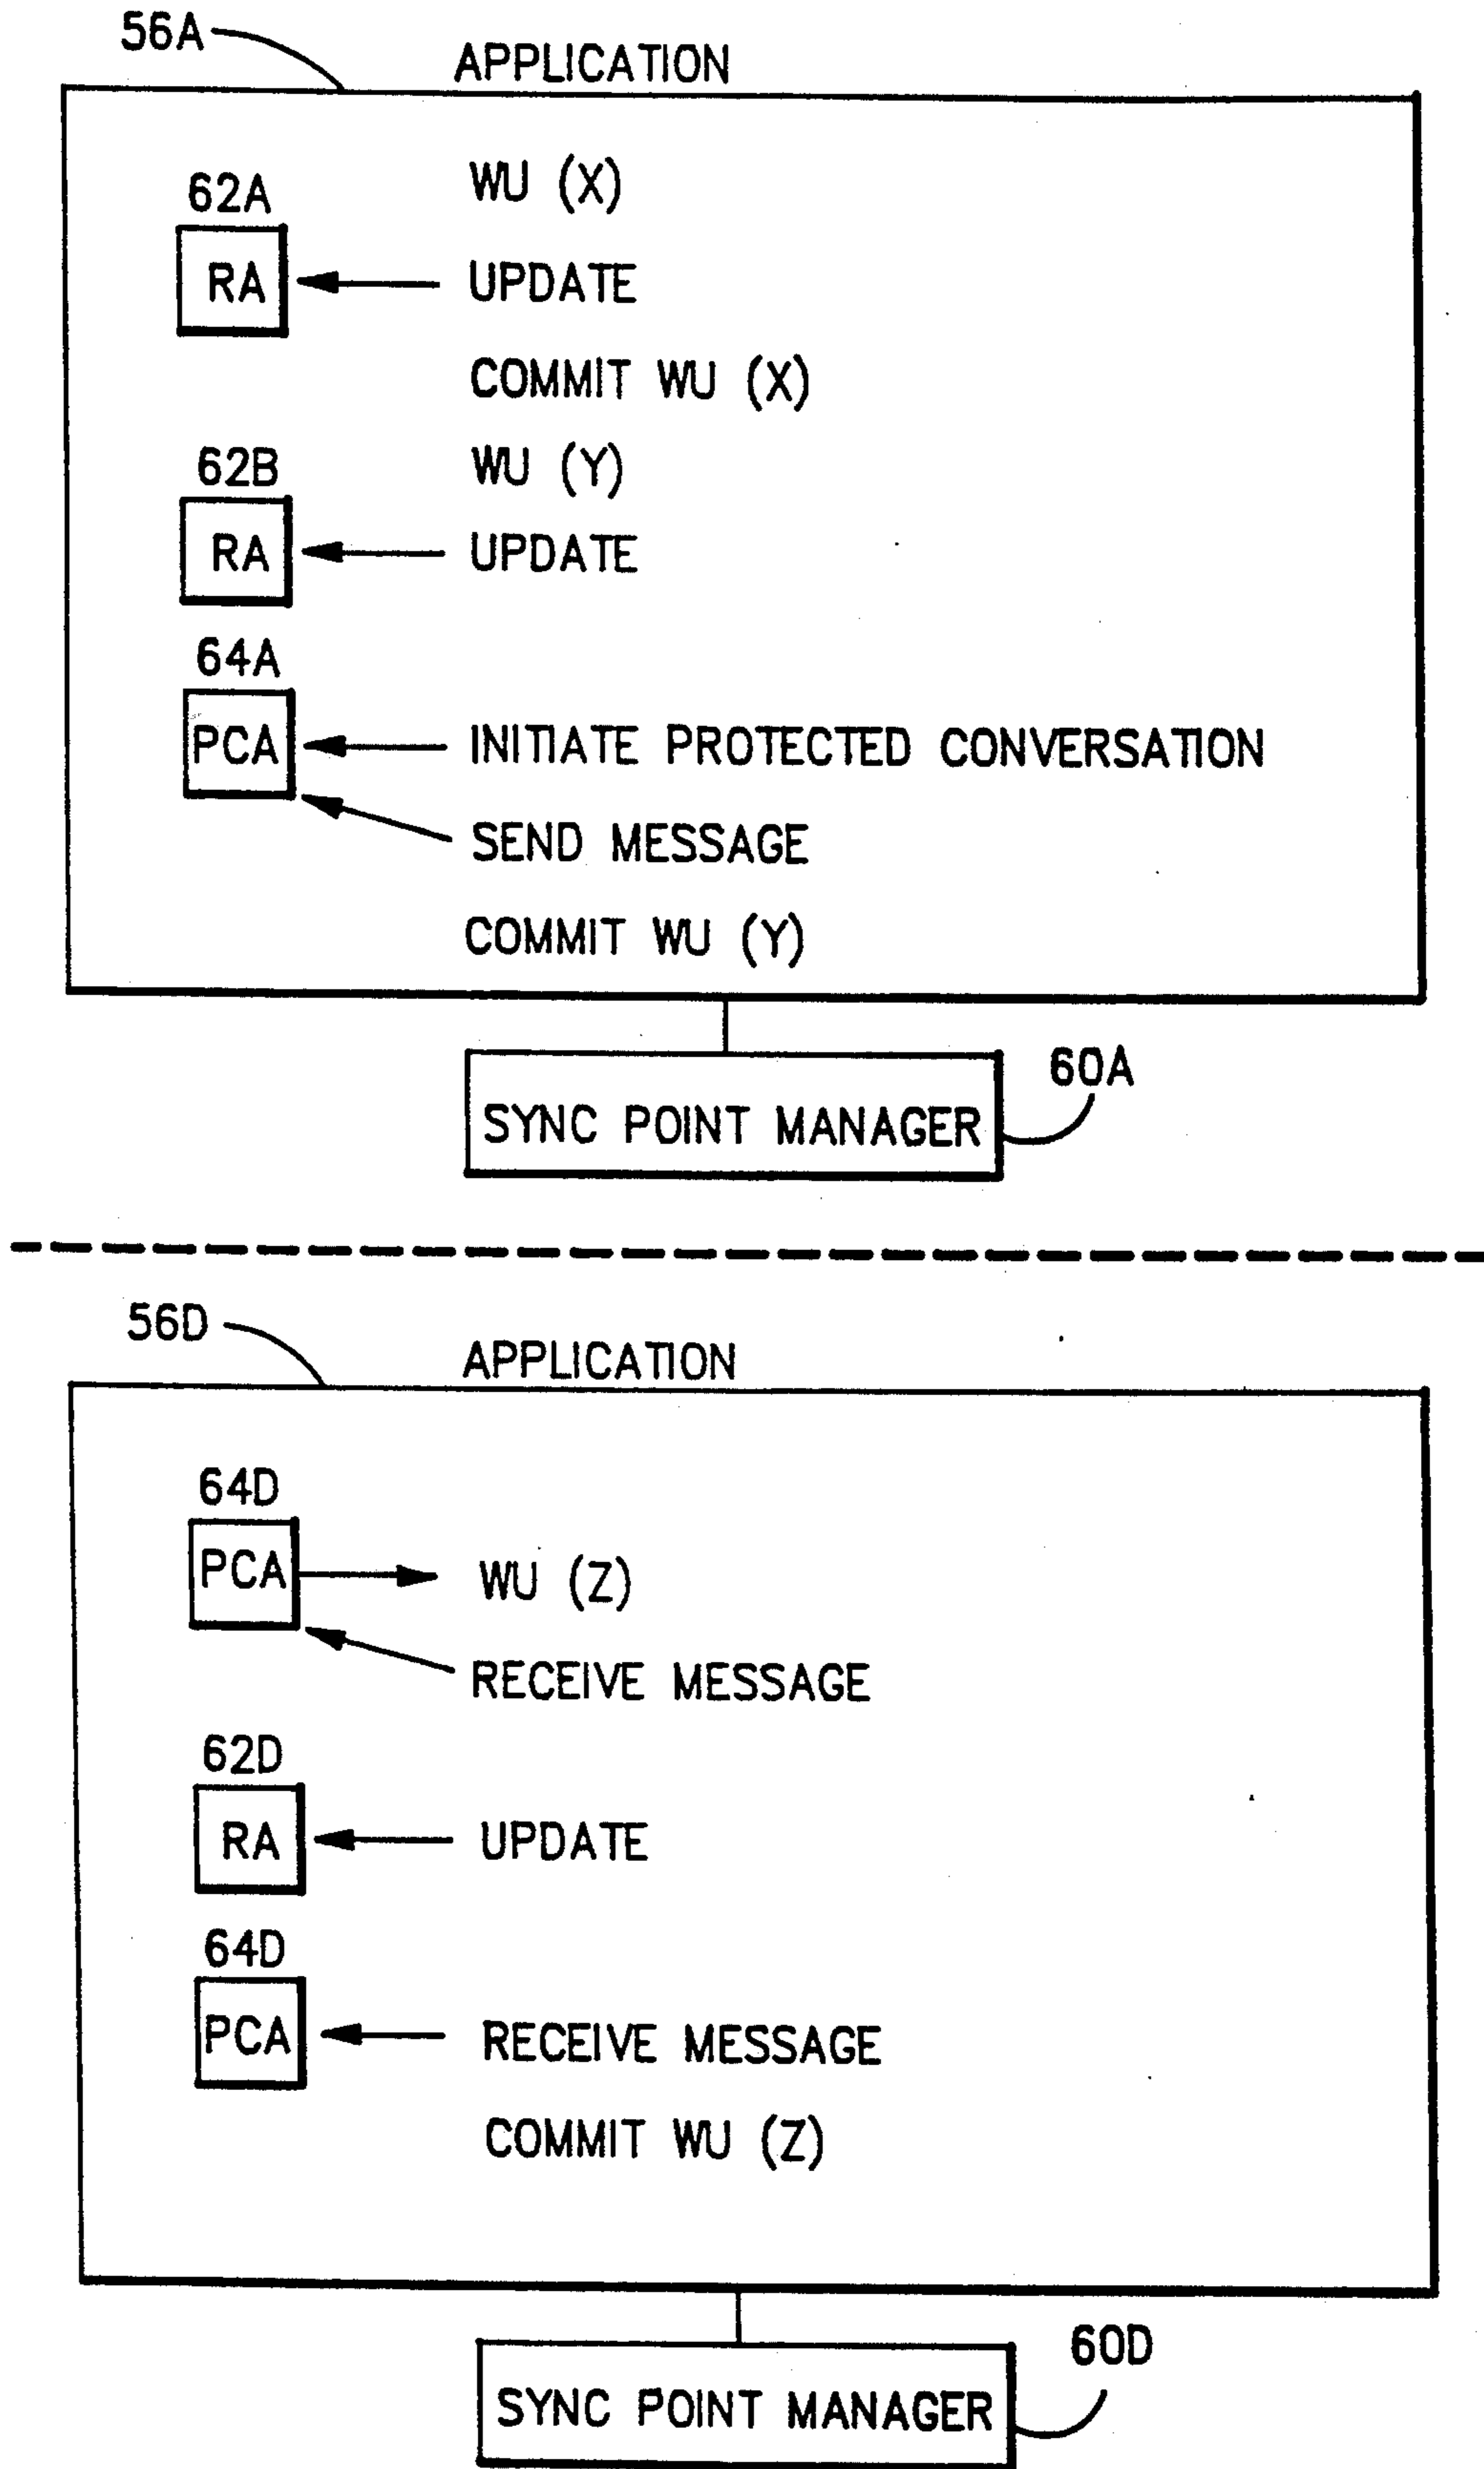 56A
APPLICATION
WU (X)
62A
RA
UPDATE
COMMIT WU (X)
62B
WU (Y)
RA
UPDATE
64A
PCA
INITIATE PROTECTED CONVERSATION
SEND MESSAGE
COMMIT WU (Y)
60A
SYNC POINT MANAGER
56D
APPLICATION
64D
PCA
WU (Z)
RECEIVE MESSAGE
62D
RA
UPDATE
64D
PCA
RECEIVE MESSAGE
COMMIT WU (Z)
60D
SYNC POINT MANAGER